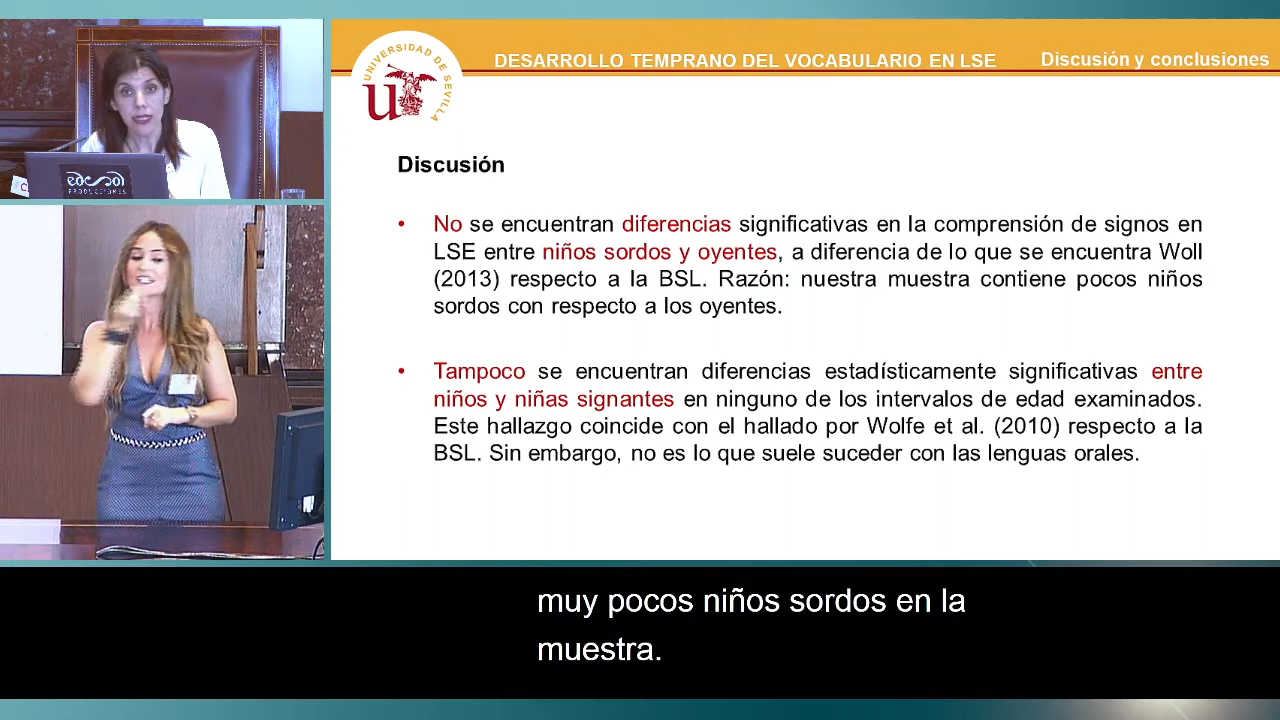 UNIVERSIDAD DE SEVILLA
DESARROLLO TEMPRANO DEL VOCABULARIO EN LSE
Discusión y conclusiones
PRODUCCIONES
Discusión
• No se encuentran diferencias significativas en la comprensión de signos en
LSE entre niños sordos y oyentes, a diferencia de lo que se encuentra Woll
(2013) respecto a la BSL. Razón: nuestra muestra contiene pocos niños
sordos con respecto a los oyentes.
• Tampoco se encuentran diferencias estadísticamente significativas entre
niños y niñas signantes en ninguno de los intervalos de edad examinados.
Este hallazgo coincide con el hallado por Wolfe et al. (2010) respecto a la
BSL. Sin embargo, no es lo que suele suceder con las lenguas orales.
muy pocos niños sordos en la
muestra.